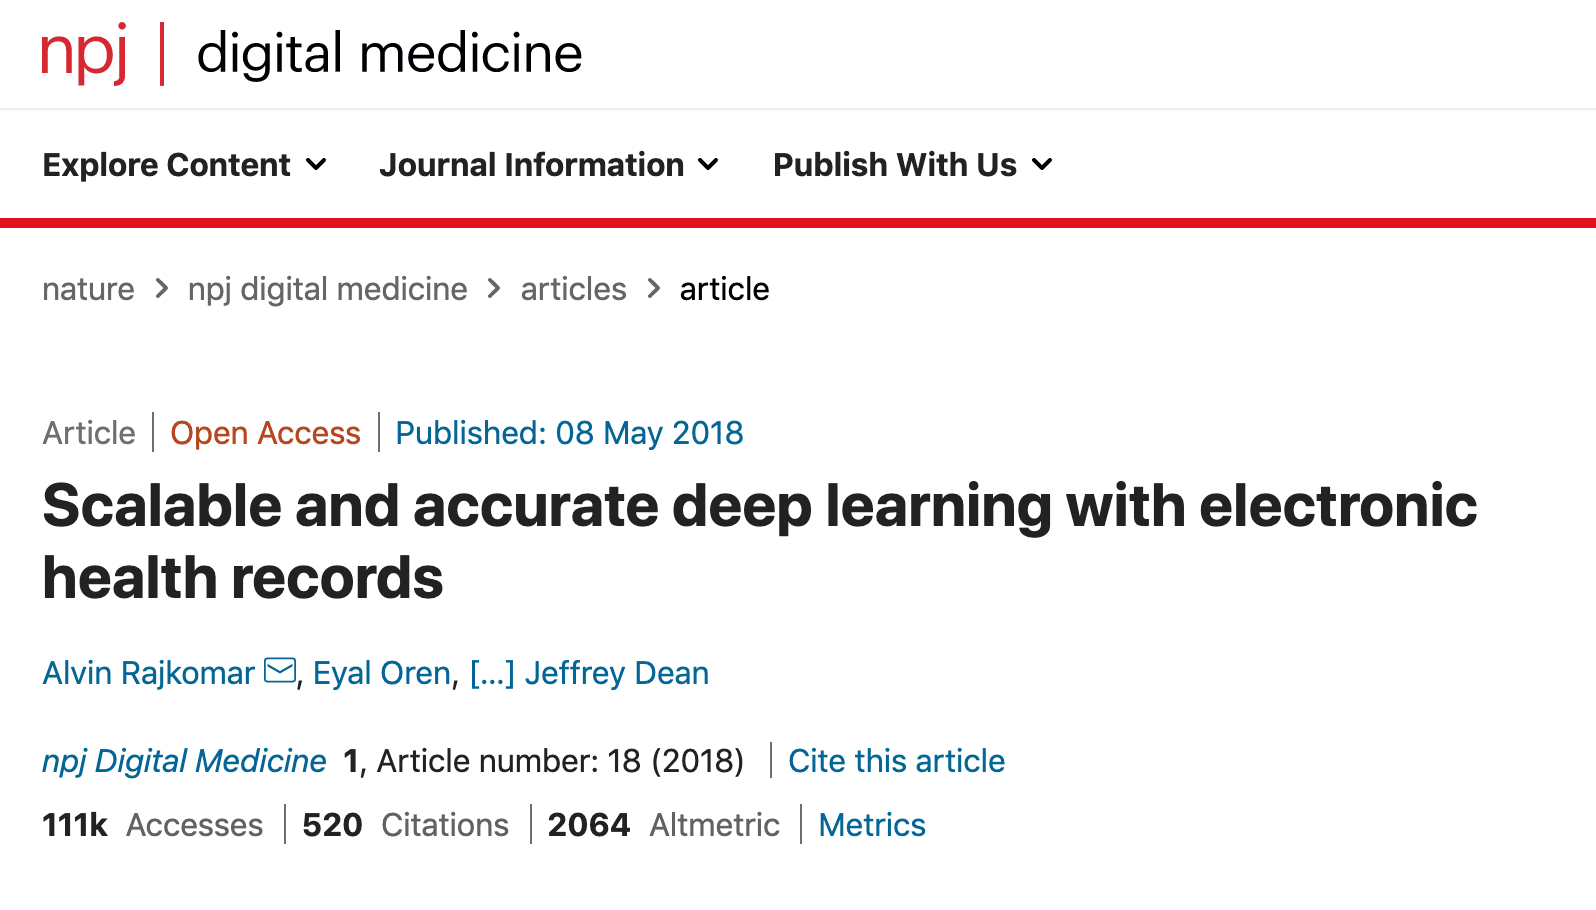 npj | digital medicine
Explore Content Journal Information Publish With Us
nature > npj digital medicine > articles > article
Article | Open Access | Published: 08 May 2018
Scalable and accurate deep learning with electronic
health records
Alvin Rajkomar, Eyal Oren, [...] Jeffrey Dean
npj Digital Medicine 1, Article number: 18 (2018) | Cite this article
111k Accesses | 520 Citations | 2064 Altmetric | Metrics